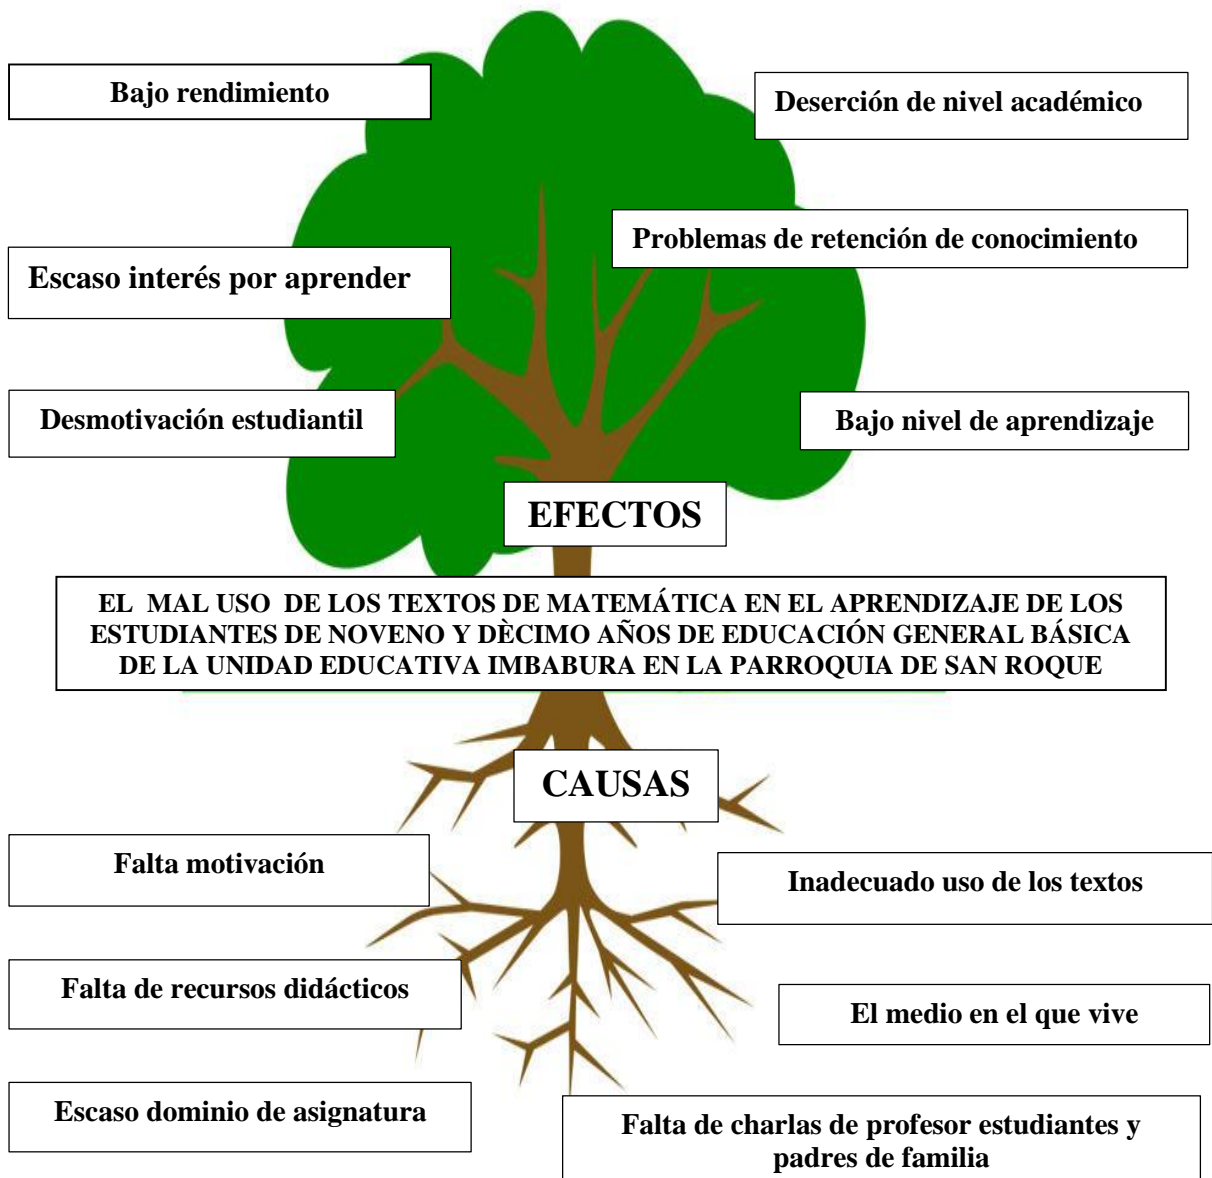 Bajo rendimiento
Deserción de nivel académico
Problemas de retención de conocimiento
Escaso interés por aprender
Desmotivación estudiantil
Bajo nivel de aprendizaje
EFECTOS
EL MAL USO DE LOS TEXTOS DE MATEMÁTICA EN EL APRENDIZAJE DE LOS
ESTUDIANTES DE NOVENO Y DÈCIMO AÑOS DE EDUCACIÓN GENERAL BÁSICA
DE LA UNIDAD EDUCATIVA IMBABURA EN LA PARROQUIA DE SAN ROQUE
CAUSAS
Falta motivación
Inadecuado uso de los textos
Falta de recursos didácticos
El medio en el que vive
Escaso dominio de asignatura
Falta de charlas de profesor estudiantes y
padres de familia